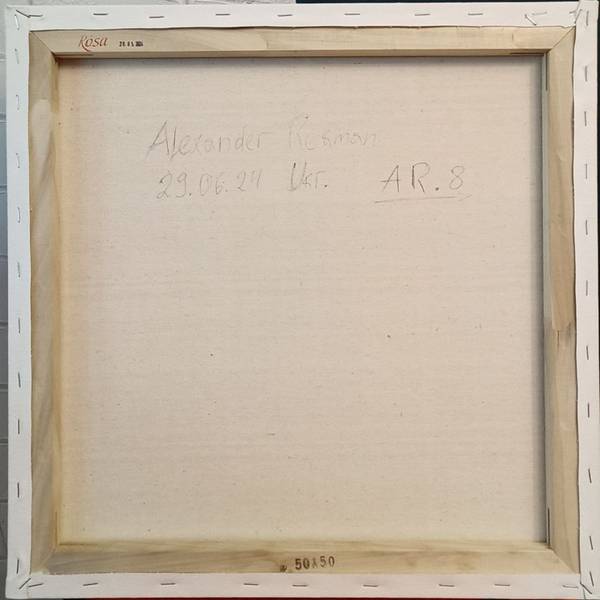 Rosa
Alexander
29.06.24 Ukr. AR.8
50x50